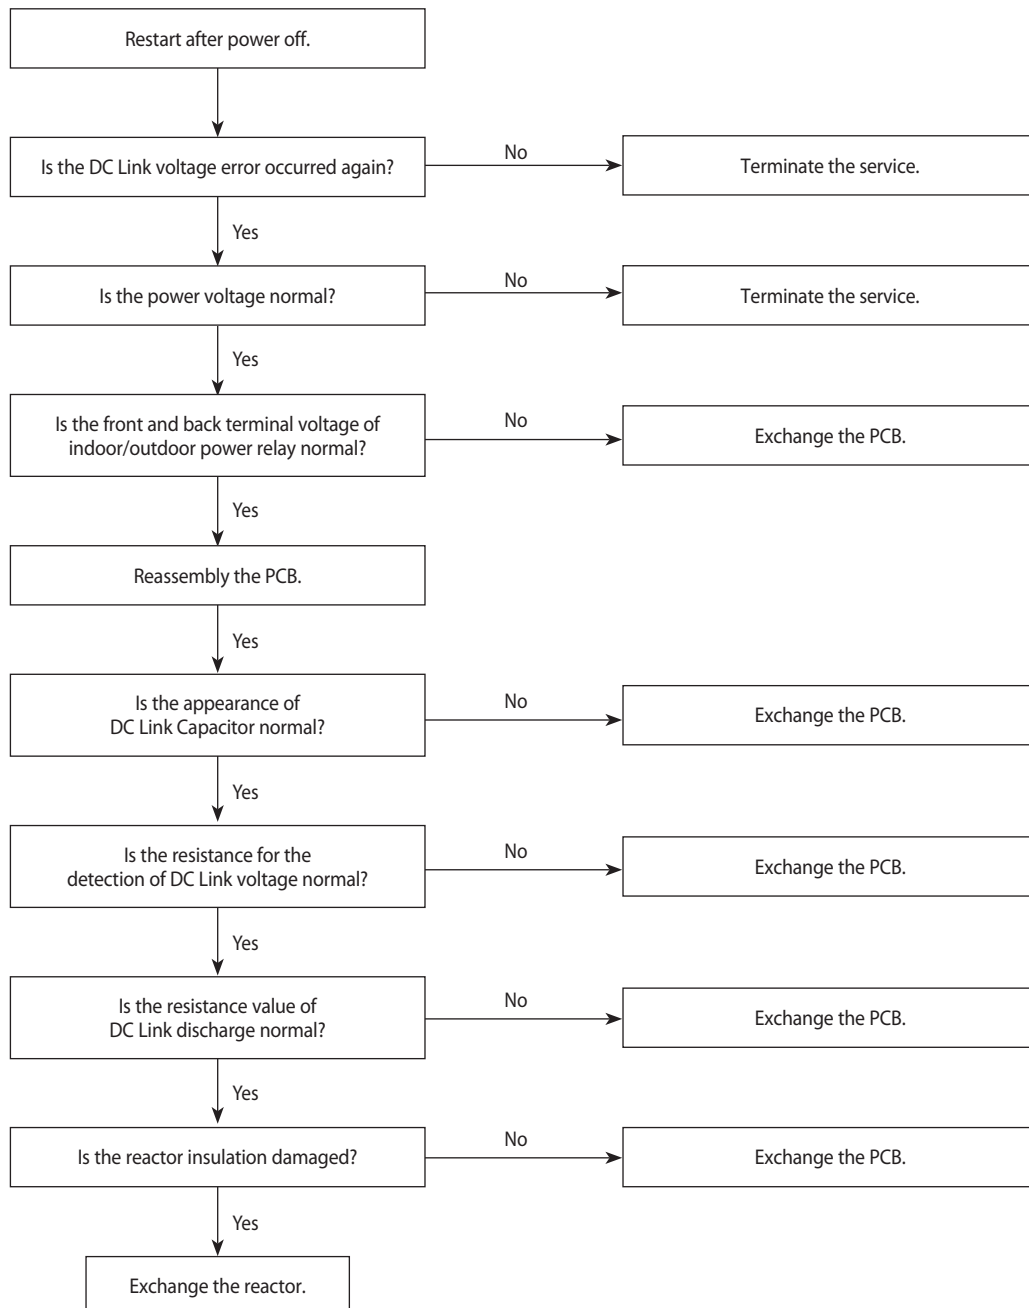 Restart after power off.
Is the DC Link voltage error occurred again?
No
Terminate the service.
Yes
Is the power voltage normal?
No
Terminate the service.
Yes
Is the front and back terminal voltage of
indoor/outdoor power relay normal?
No
Exchange the PCB.
Yes
Reassembly the PCB.
Yes
Is the appearance of
DC Link Capacitor normal?
No
Exchange the PCB.
Yes
Is the resistance for the
detection of DC Link voltage normal?
No
Exchange the PCB.
Yes
Is the resistance value of
DC Link discharge normal?
No
Exchange the PCB.
Yes
Is the reactor insulation damaged?
No
Exchange the PCB.
Yes
Exchange the reactor.